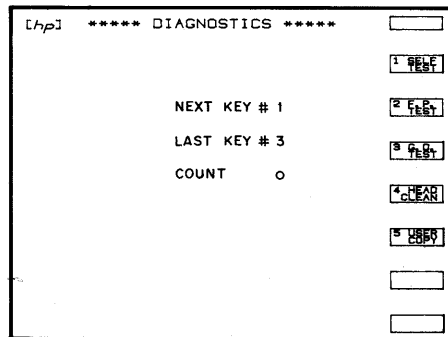 [hp] ***** DIAGNOSTICS *****
1 SELF
TEST
NEXT KEY # 1
2 F.P.
TEST
LAST KEY # 3
3 G.D.
TEST
COUNT 0
4 HEAD
CLEAN
5 USER
COPY